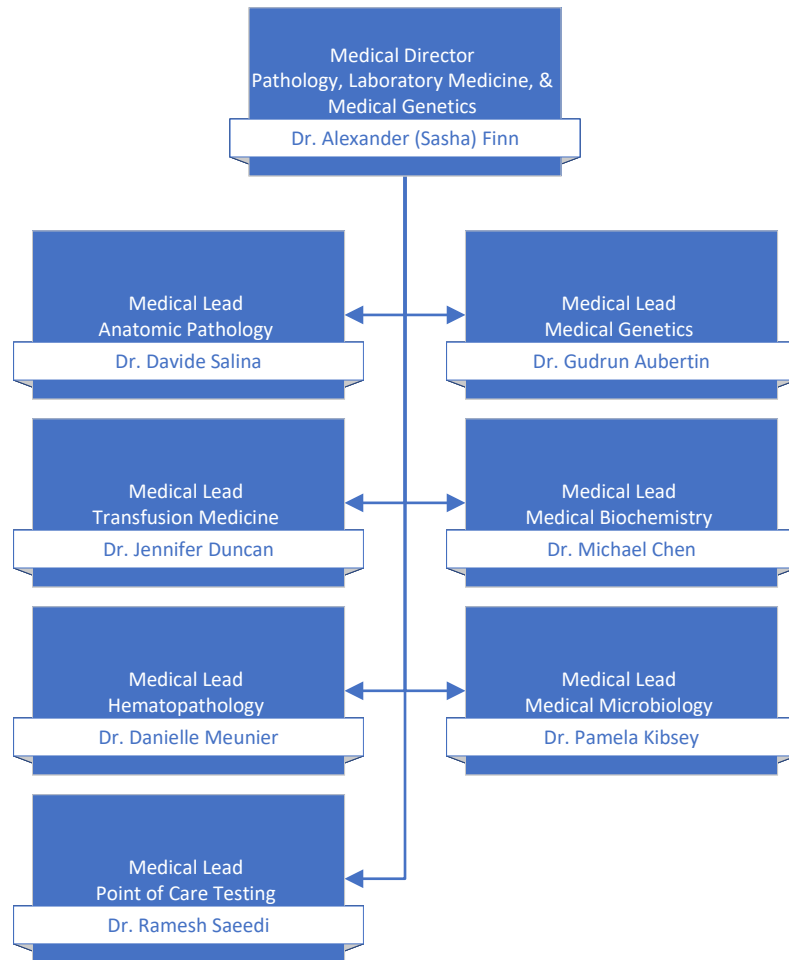 Medical Director
Pathology, Laboratory Medicine, &
Medical Genetics
Dr. Alexander (Sasha) Finn
Medical Lead
Anatomic Pathology
Dr. Davide Salina
Medical Lead
Medical Genetics
Dr. Gudrun Aubertin
Medical Lead
Transfusion Medicine
Dr. Jennifer Duncan
Medical Lead
Medical Biochemistry
Dr. Michael Chen
Medical Lead
Hematopathology
Dr. Danielle Meunier
Medical Lead
Medical Microbiology
Dr. Pamela Kibsey
Medical Lead
Point of Care Testing
Dr. Ramesh Saeedi